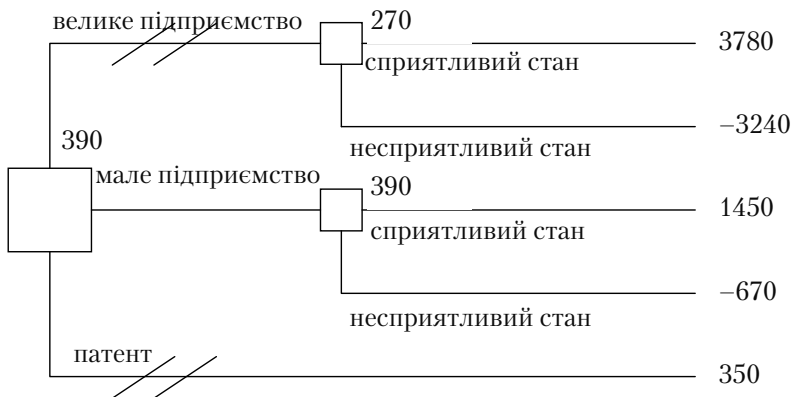 велике підприємство
270
3780
сприятливий стан
−3240
несприятливий стан
390
мале підприємство
390
1450
сприятливий стан
−670
несприятливий стан
патент
350